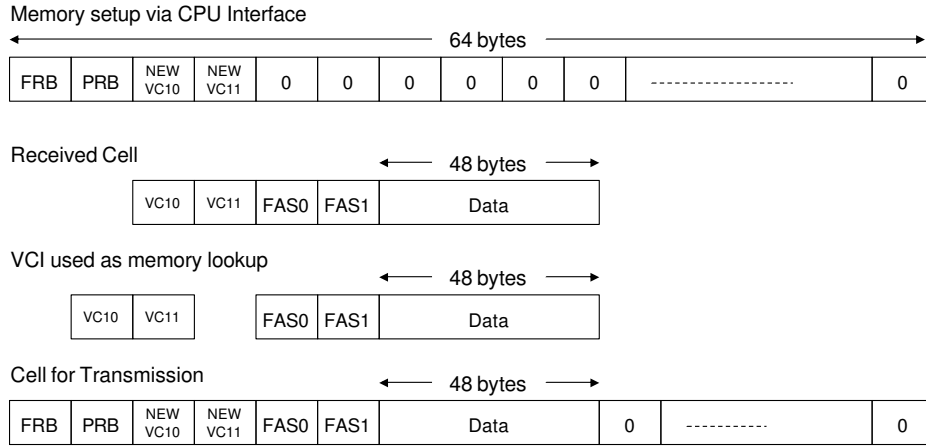 Memory setup via CPU Interface
64 bytes
FRB PRB NEW VC10 NEW VC11 0 0 0 0 0 0 0
Received Cell
48 bytes
VC10 VC11 FAS0 FAS1 Data
VCI used as memory lookup
48 bytes
VC10 VC11 FAS0 FAS1 Data
Cell for Transmission
48 bytes
FRB PRB NEW VC10 NEW VC11 FAS0 FAS1 Data 0 0